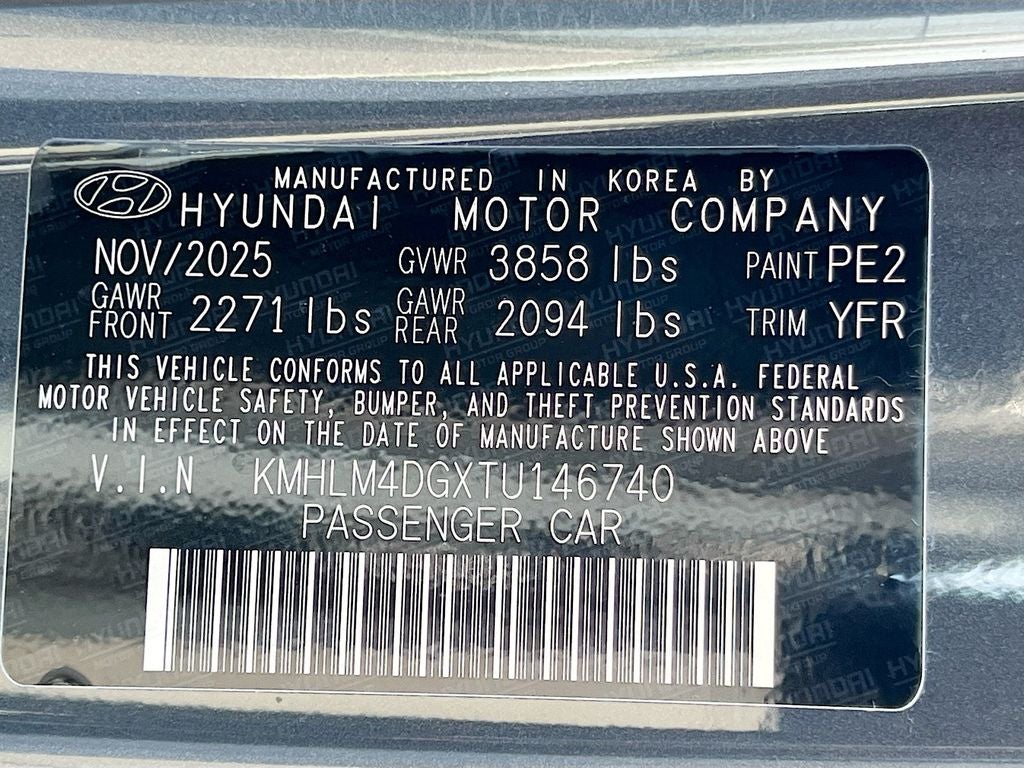 MANUFACTURED IN KOREA BY
HYUNDAI MOTOR COMPANY
NOV/2025 GVWR 3858 lbs PAINT PE2
GAWR FRONT 2271 lbs GAWR REAR 2094 lbs TRIM YFR
THIS VEHICLE CONFORMS TO ALL APPLICABLE U.S.A. FEDERAL
MOTOR VEHICLE SAFETY, BUMPER, AND THEFT PREVENTION STANDARDS
IN EFFECT ON THE DATE OF MANUFACTURE SHOWN ABOVE
V.I.N KMHLM4DGXTU146740
PASSENGER CAR